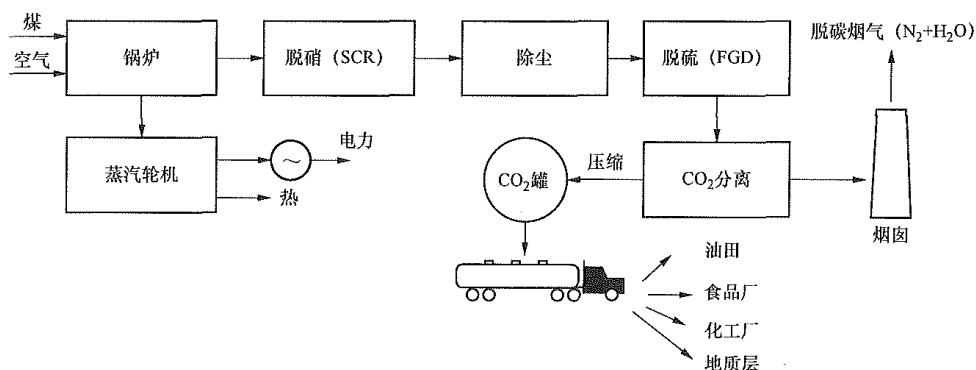 煤
空气
锅炉
脱硝（SCR）
除尘
脱硫（FGD）
脱碳烟气（N₂+H₂O）
蒸汽轮机
～
电力
热
CO₂罐
压缩
CO₂分离
烟囱
油田
食品厂
化工厂
地质层